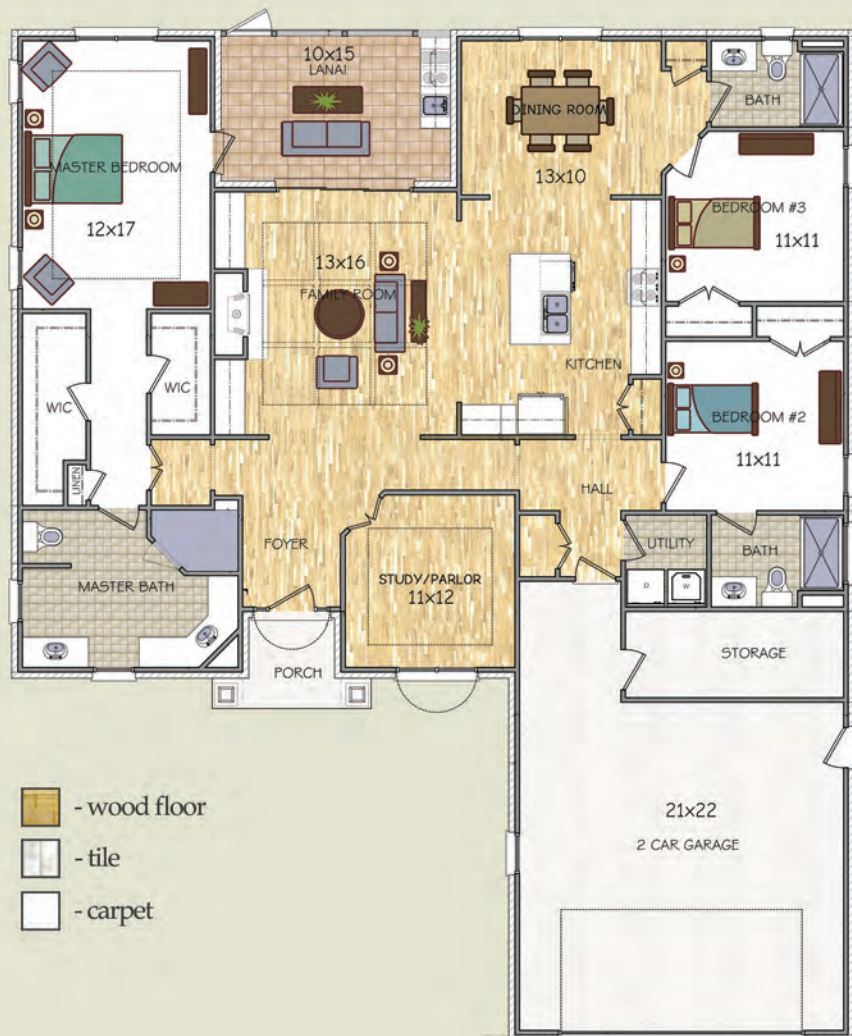 10x15
LANAI
DINING ROOM
13x10
BATH
MASTER BEDROOM
12x17
BEDROOM #3
11x11
13x16
FAMILY ROOM
KITCHEN
WIC
WIC
BEDROOM #2
11x11
LINEN
HALL
FOYER
UTILITY
BATH
D
W
MASTER BATH
STUDY/PARLOR
11x12
PORCH
STORAGE
21x22
2 CAR GARAGE
- wood floor
- tile
- carpet